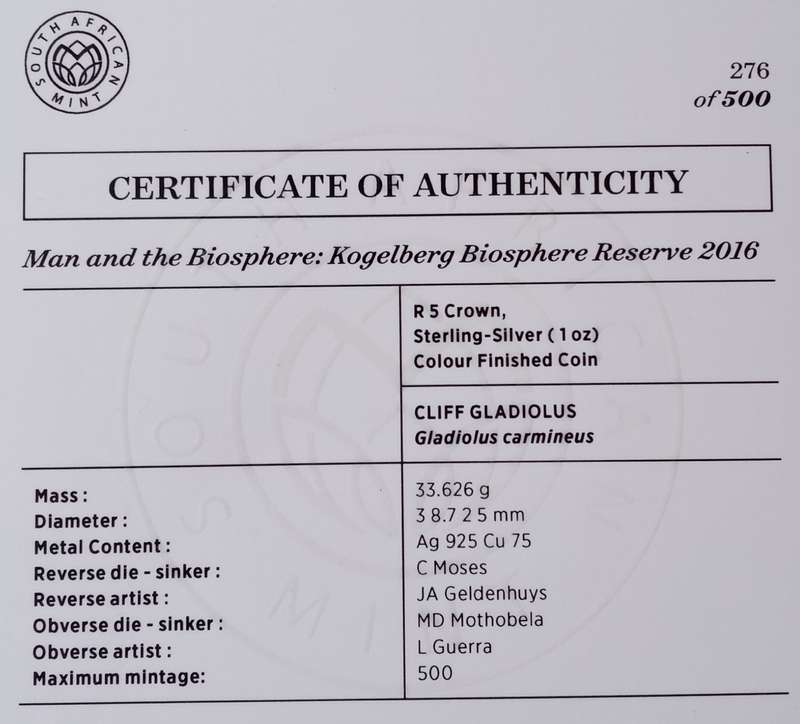 SOUTH AFRICAN MINT
276
of 500
CERTIFICATE OF AUTHENTICITY
Man and the Biosphere: Kogelberg Biosphere Reserve 2016
R 5 Crown,
Sterling-Silver ( 1 oz)
Colour Finished Coin
CLIFF GLADIOLUS
Gladiolus carmineus
Mass : 33.626 g
Diameter : 3 8.7 2 5 mm
Metal Content : Ag 925 Cu 75
Reverse die - sinker : C Moses
Reverse artist : JA Geldenhuys
Obverse die - sinker : MD Mothobela
Obverse artist : L Guerra
Maximum mintage: 500
SOUTH AFRICAN MINT